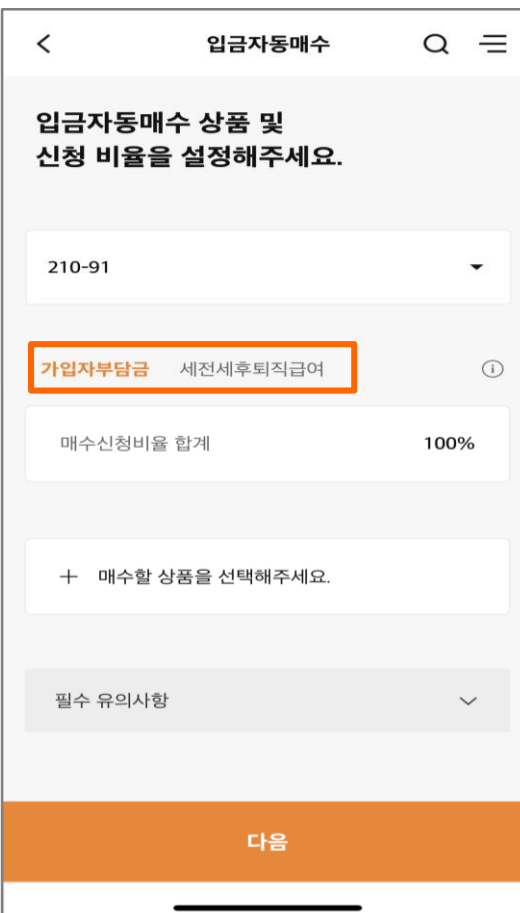 입금자동매수
입금자동매수 상품 및
신청 비율을 설정해주세요.
210-91
가입자부담금 세전세후퇴직급여
매수신청비율 합계 100%
+ 매수할 상품을 선택해주세요.
필수 유의사항
다음